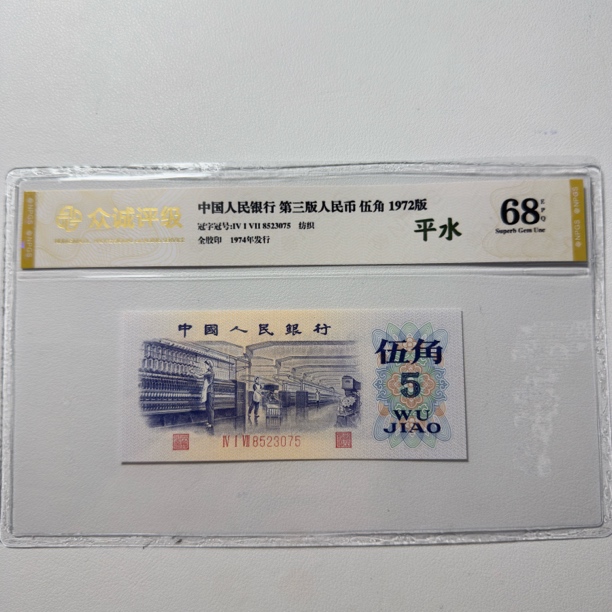 众诚评级
中国人民银行 第三版人民币 伍角 1972版
冠字冠号:IV I VII 8523075 纺织
全胶印 1974年发行
平水
68 EPQ
Superb Gem Unc
中國人民銀行
伍角
5
WU
JIAO
IV I VII 8523075